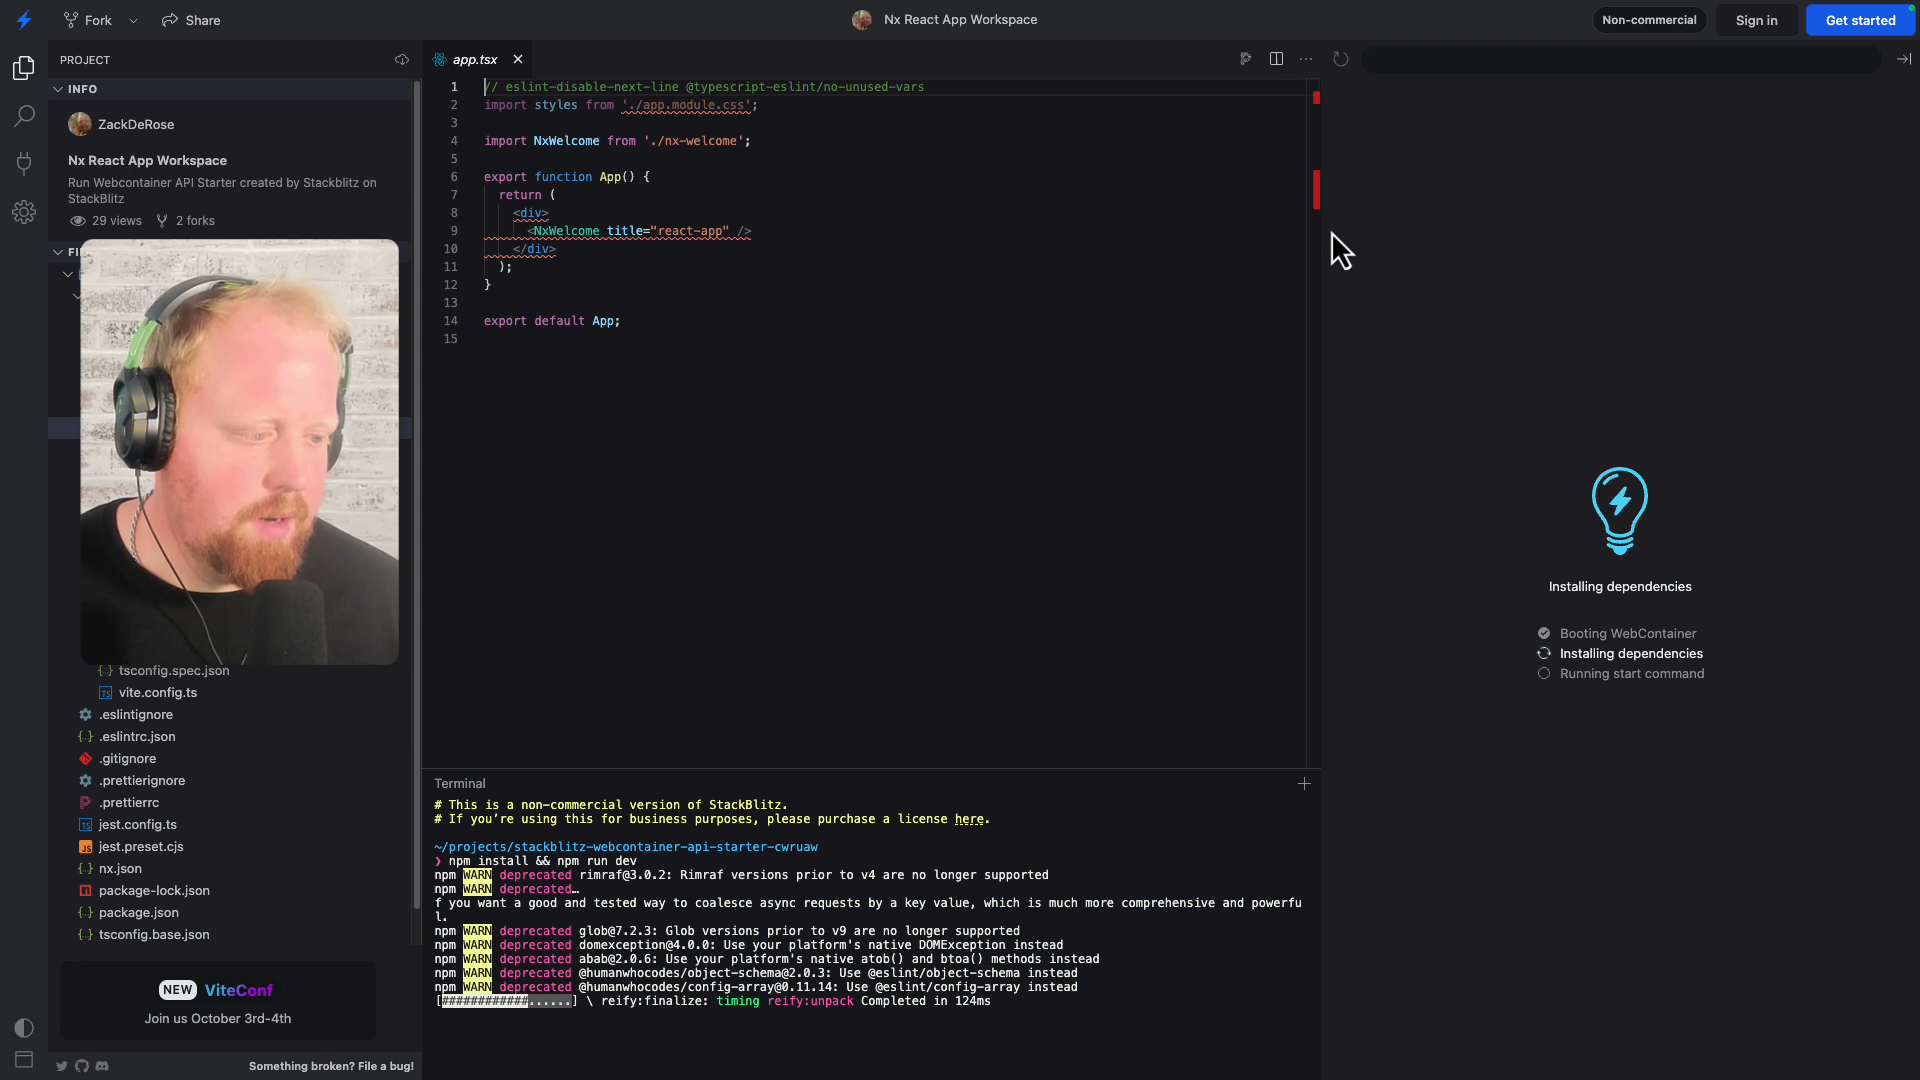 Fork
Share
Nx React App Workspace
Non-commercial
Sign in
Get started
PROJECT
INFO
ZackDeRose
Nx React App Workspace
Run Webcontainer API Starter created by Stackblitz on
StackBlitz
29 views
2 forks
FI
tsconfig.spec.json
TS vite.config.ts
.eslintignore
{..} .eslintrc.json
.gitignore
.prettierignore
.prettierrc
TS jest.config.ts
JS jest.preset.cjs
{..} nx.json
package-lock.json
{..} package.json
{..} tsconfig.base.json
NEW ViteConf
Join us October 3rd-4th
Something broken? File a bug!
app.tsx
1 // eslint-disable-next-line @typescript-eslint/no-unused-vars
2 import styles from './app.module.css';
3
4 import NxWelcome from './nx-welcome';
5
6 export function App() {
7 return (
8 <div>
9 <NxWelcome title="react-app" />
10 </div>
11 );
12 }
13
14 export default App;
15
Terminal
# This is a non-commercial version of StackBlitz.
# If you’re using this for business purposes, please purchase a license here.
~/projects/stackblitz-webcontainer-api-starter-cwruaw
❯ npm install && npm run dev
npm WARN deprecated rimraf@3.0.2: Rimraf versions prior to v4 are no longer supported
npm WARN deprecated…
f you want a good and tested way to coalesce async requests by a key value, which is much more comprehensive and powerfu
l.
npm WARN deprecated glob@7.2.3: Glob versions prior to v9 are no longer supported
npm WARN deprecated domexception@4.0.0: Use your platform's native DOMException instead
npm WARN deprecated abab@2.0.6: Use your platform's native atob() and btoa() methods instead
npm WARN deprecated @humanwhocodes/object-schema@2.0.3: Use @eslint/object-schema instead
npm WARN deprecated @humanwhocodes/config-array@0.11.14: Use @eslint/config-array instead
[############......] \ reify:finalize: timing reify:unpack Completed in 124ms
Installing dependencies
Booting WebContainer
Installing dependencies
Running start command